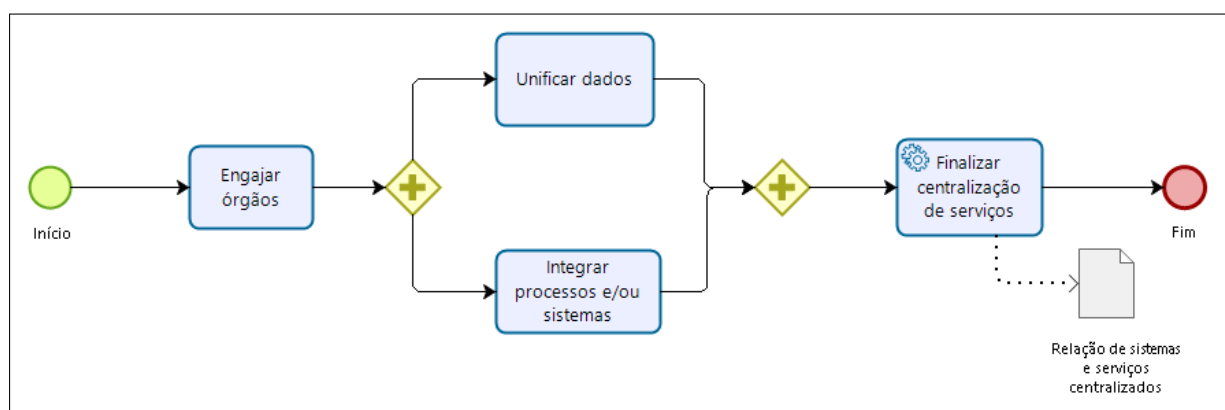 Início
Engajar
órgãos
Unificar dados
Integrar
processos e/ou
sistemas
Finalizar
centralização
de serviços
Fim
Relação de sistemas
e serviços
centralizados